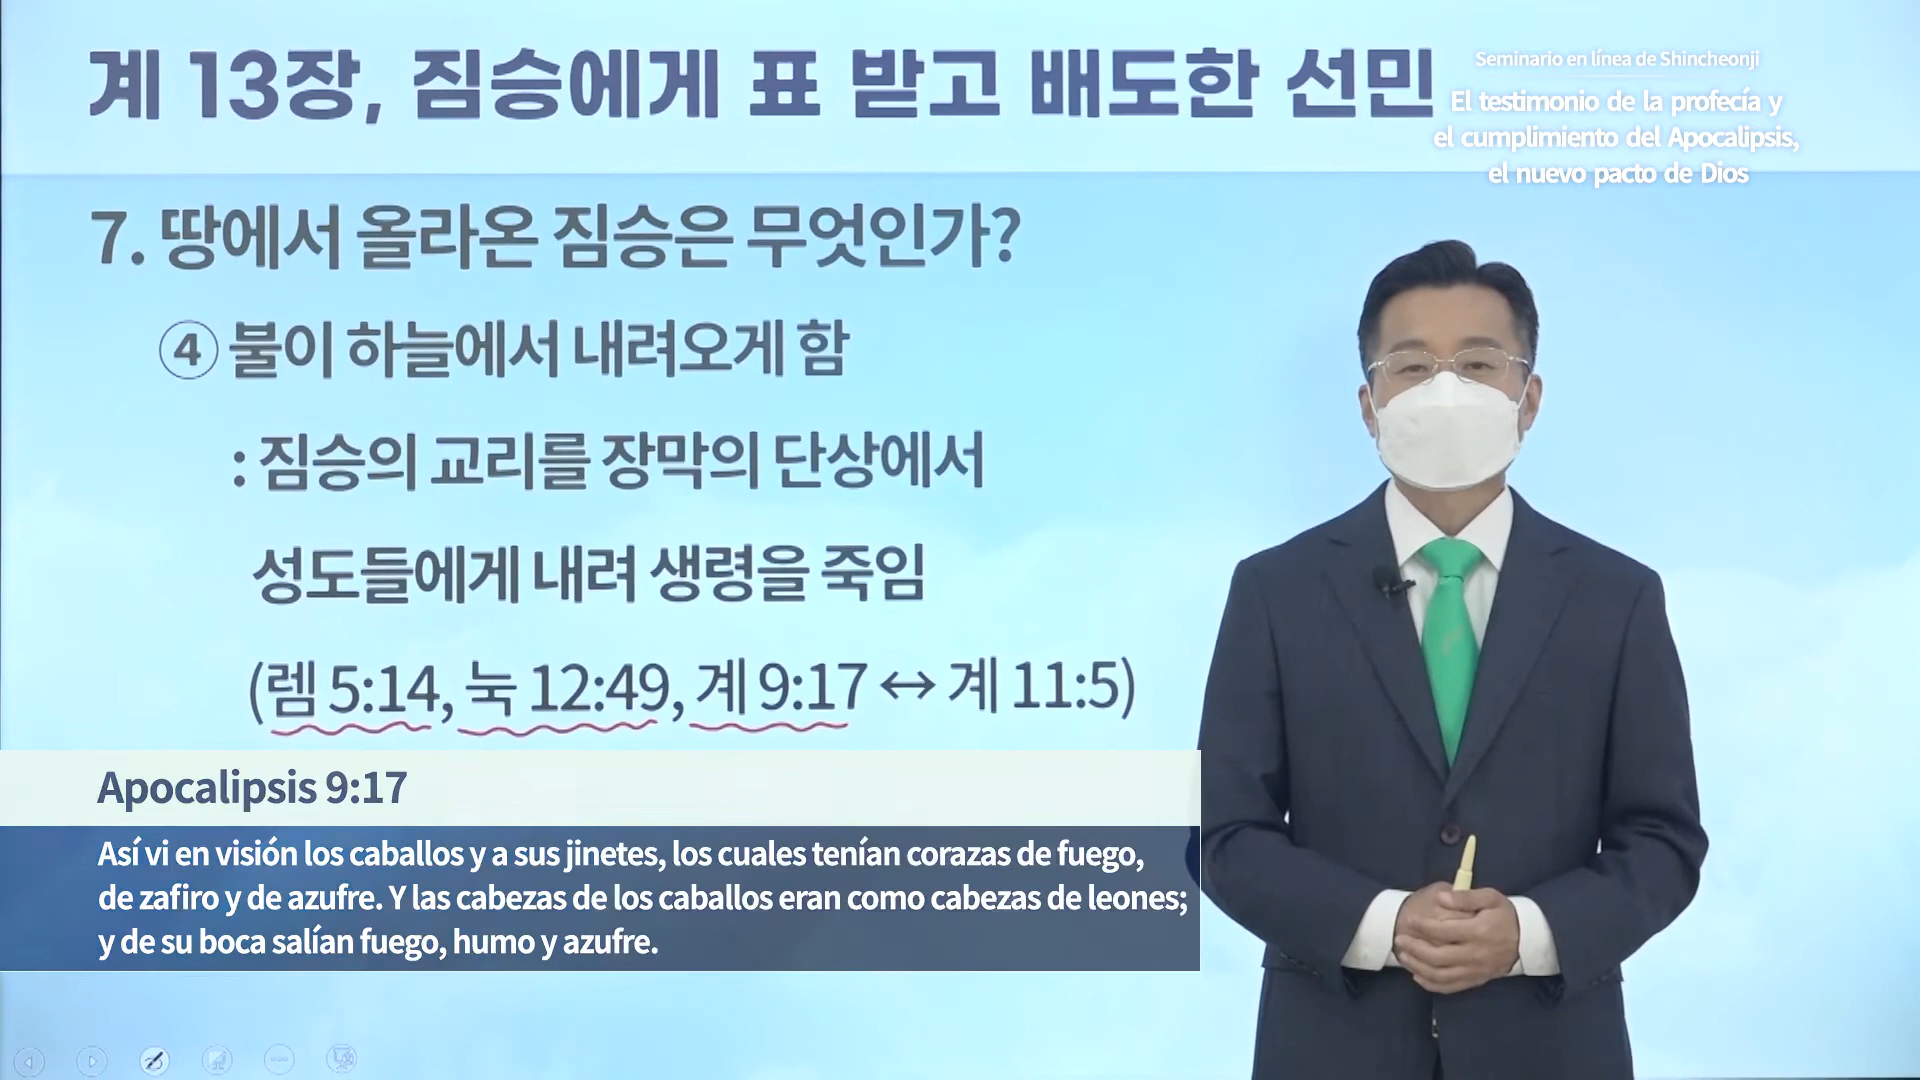 계 13장, 짐승에게 표 받고 배도한 선민
Seminario en línea de Shincheonji
El testimonio de la profecía y
el cumplimiento del Apocalipsis,
el nuevo pacto de Dios
7. 땅에서 올라온 짐승은 무엇인가?
④ 불이 하늘에서 내려오게 함
: 짐승의 교리를 장막의 단상에서
성도들에게 내려 생령을 죽임
(렘 5:14, 눅 12:49, 계 9:17 ↔ 계 11:5)
Apocalipsis 9:17
Así vi en visión los caballos y a sus jinetes, los cuales tenían corazas de fuego,
de zafiro y de azufre. Y las cabezas de los caballos eran como cabezas de leones;
y de su boca salían fuego, humo y azufre.